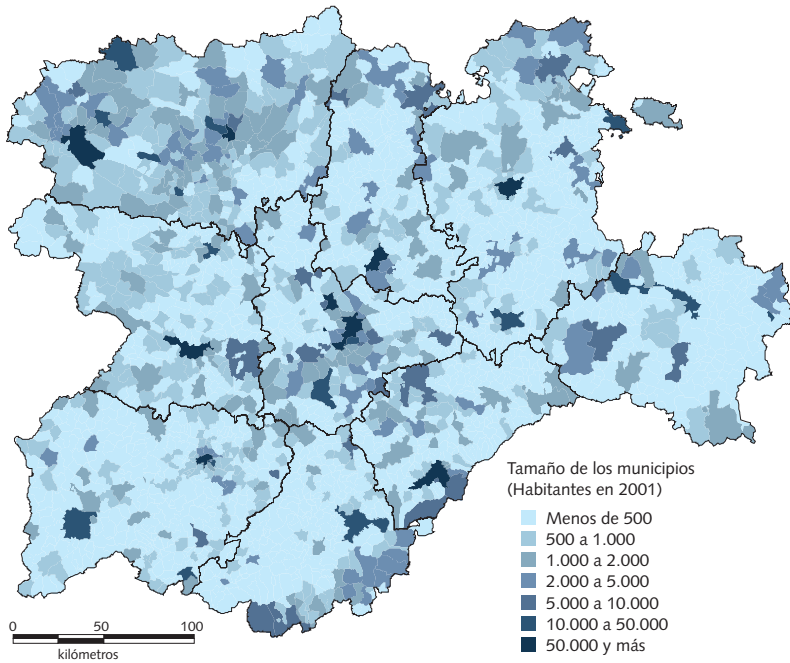 Tamaño de los municipios
(Habitantes en 2001)
Menos de 500
500 a 1.000
1.000 a 2.000
2.000 a 5.000
5.000 a 10.000
10.000 a 50.000
50.000 y más
0 50 100
kilómetros